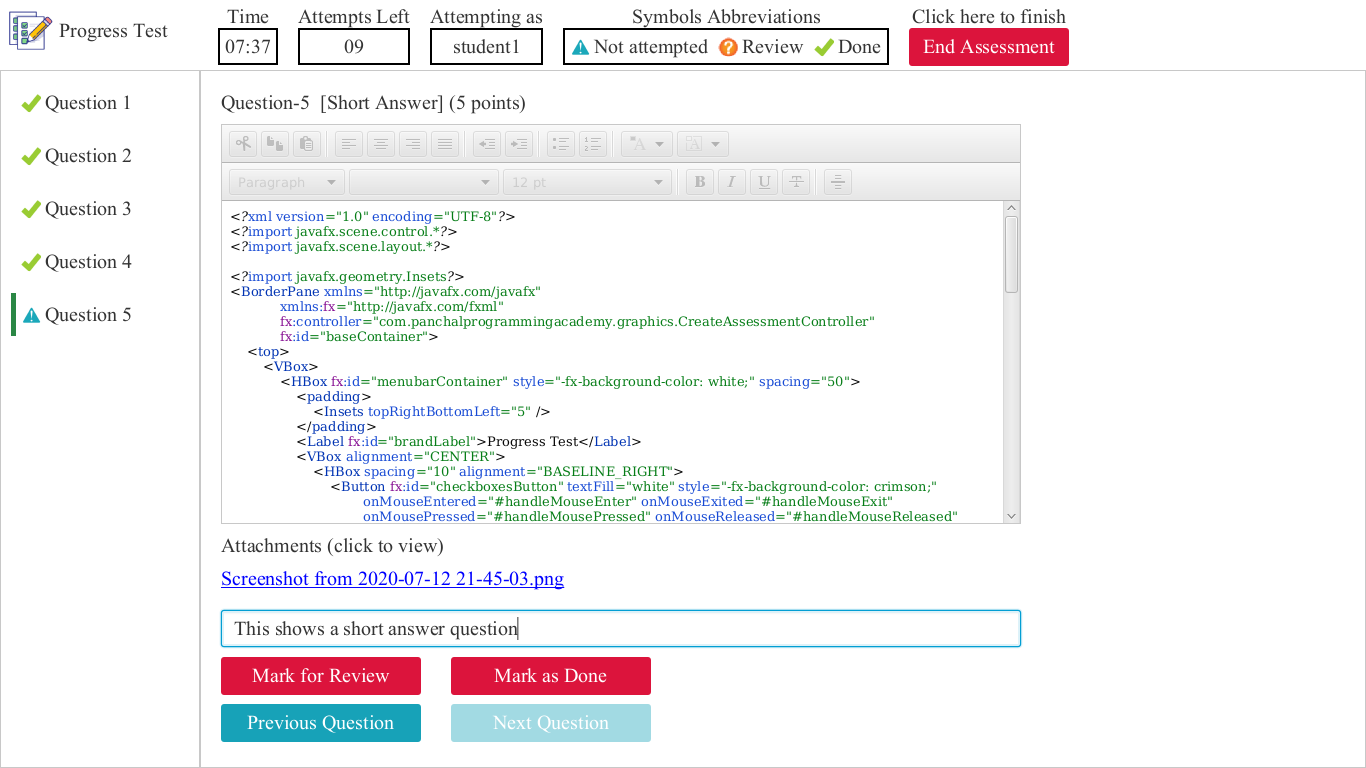 Progress Test
Time
07:37
Attempts Left
09
Attempting as
student1
Symbols Abbreviations
Not attempted Review Done
Click here to finish
End Assessment
Question 1
Question 2
Question 3
Question 4
Question 5
Question-5 [Short Answer] (5 points)
Paragraph
12 pt
B I U T
<?xml version="1.0" encoding="UTF-8"?>
<?import javafx.scene.control.*?>
<?import javafx.scene.layout.*?>
<?import javafx.geometry.Insets?>
<BorderPane xmlns="http://javafx.com/javafx"
xmlns:fx="http://javafx.com/fxml"
fx:controller="com.panchalprogrammingacademy.graphics.CreateAssessmentController"
fx:id="baseContainer">
<top>
<VBox>
<HBox fx:id="menubarContainer" style="-fx-background-color: white;" spacing="50">
<padding>
<Insets topRightBottomLeft="5" />
</padding>
<Label fx:id="brandLabel">Progress Test</Label>
<VBox alignment="CENTER">
<HBox spacing="10" alignment="BASELINE_RIGHT">
<Button fx:id="checkboxesButton" textFill="white" style="-fx-background-color: crimson;"
onMouseEntered="#handleMouseEnter" onMouseExited="#handleMouseExit"
onMousePressed="#handleMousePressed" onMouseReleased="#handleMouseReleased"
Attachments (click to view)
Screenshot from 2020-07-12 21-45-03.png
This shows a short answer question
Mark for Review
Mark as Done
Previous Question
Next Question